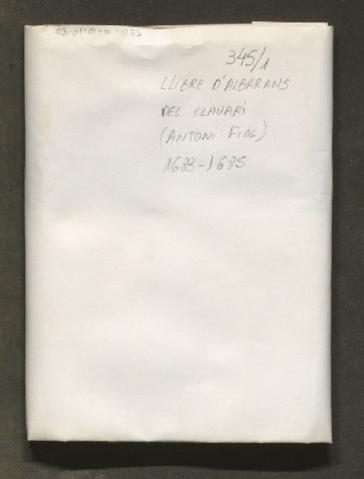 345/1
LLIBRE D'ALBARANS
DEL CLAVARI
(ANTONI FIOL)
1683-1685